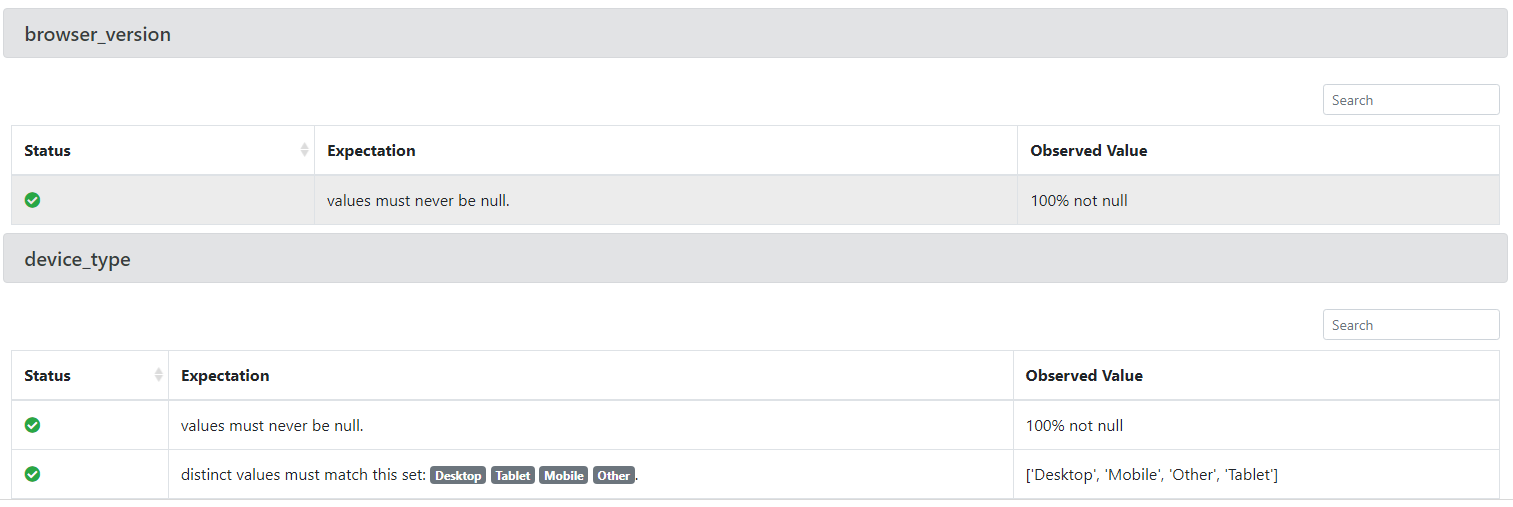 browser_version
Search
Status Expectation Observed Value
values must never be null. 100% not null
device_type
Search
Status Expectation Observed Value
values must never be null. 100% not null
distinct values must match this set: Desktop Tablet Mobile Other. ['Desktop', 'Mobile', 'Other', 'Tablet']